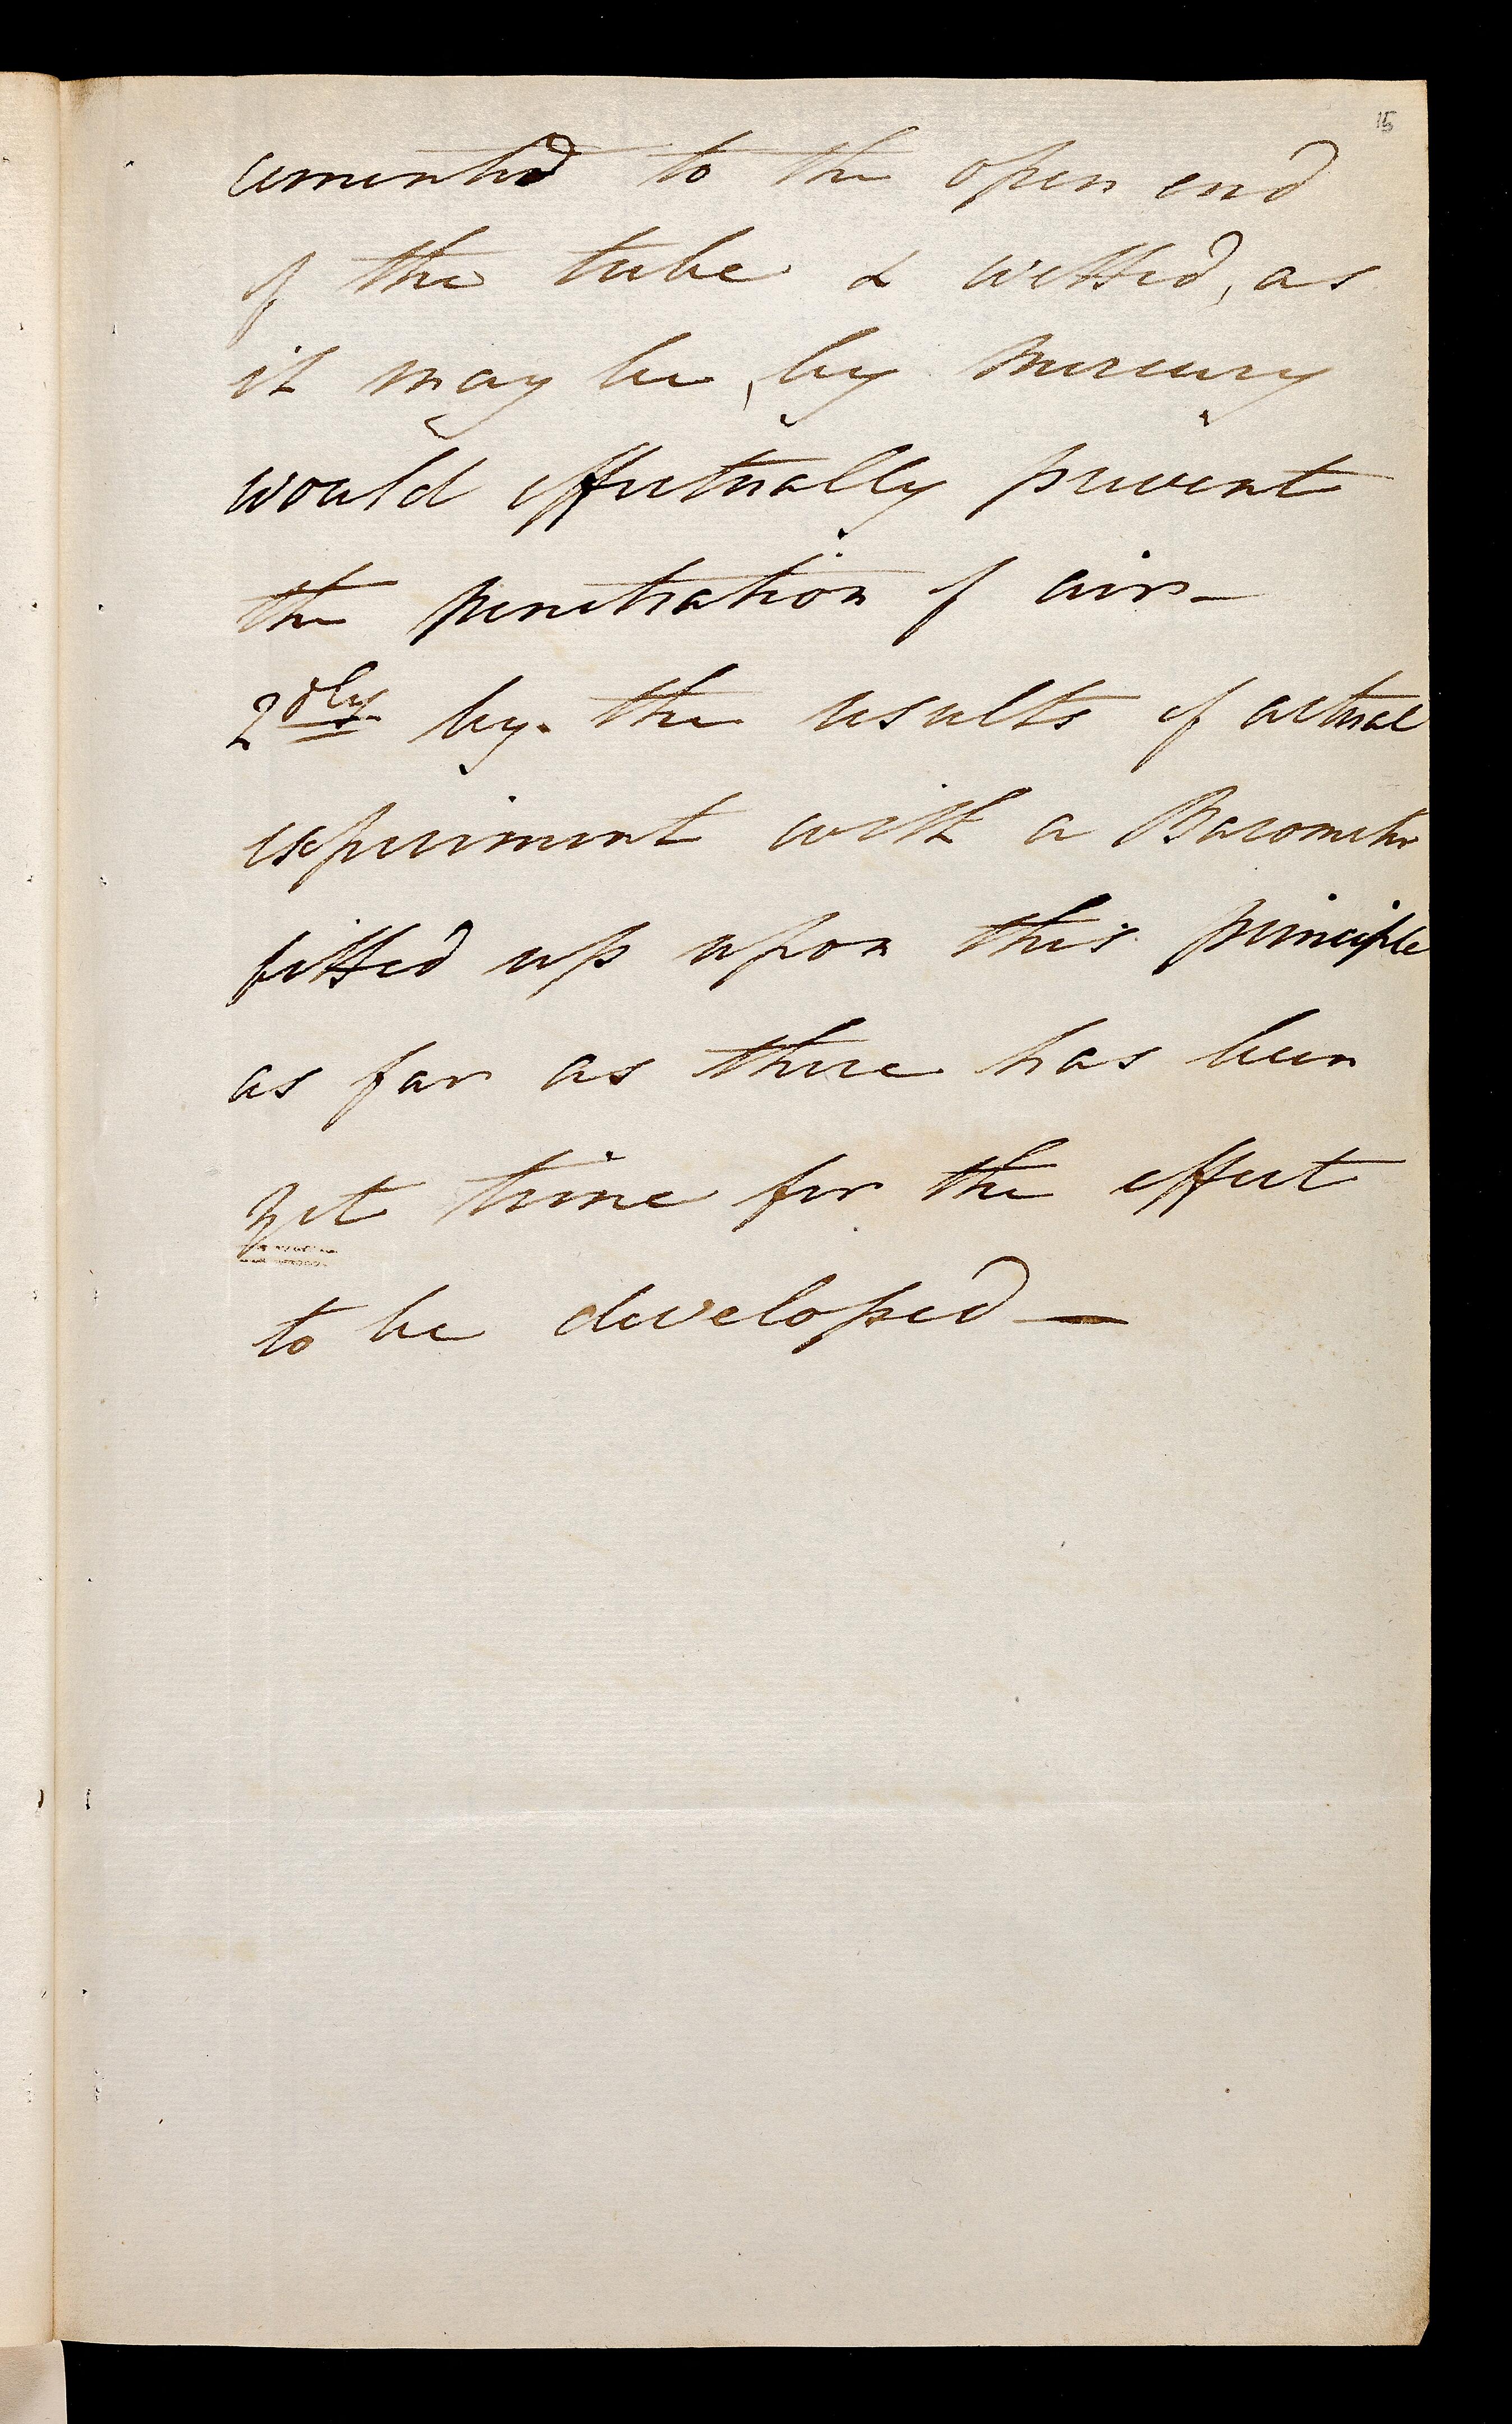 15
cemented to the open end
of the tube & wetted, as
it may be, by mercury
would effectually prevent
the penetration of air –
2dly by the results of actual
experiment with a Barometer
fitted up upon this principle
as far as there has been
yet time for the effect
to be developed —